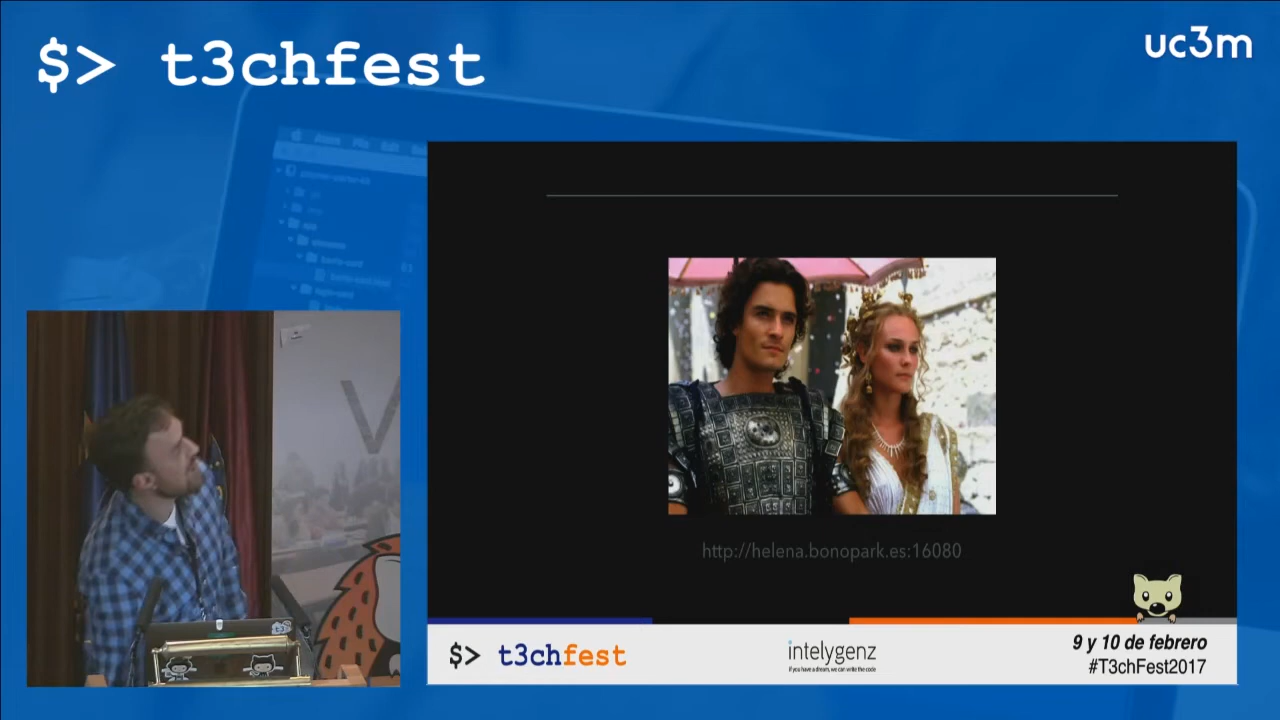 $> t3chfest
uc3m
http://helena.bonopark.es:16080
$> t3chfest
intelygenz
if you have a dream, we can write the code
9 y 10 de febrero
#T3chFest2017